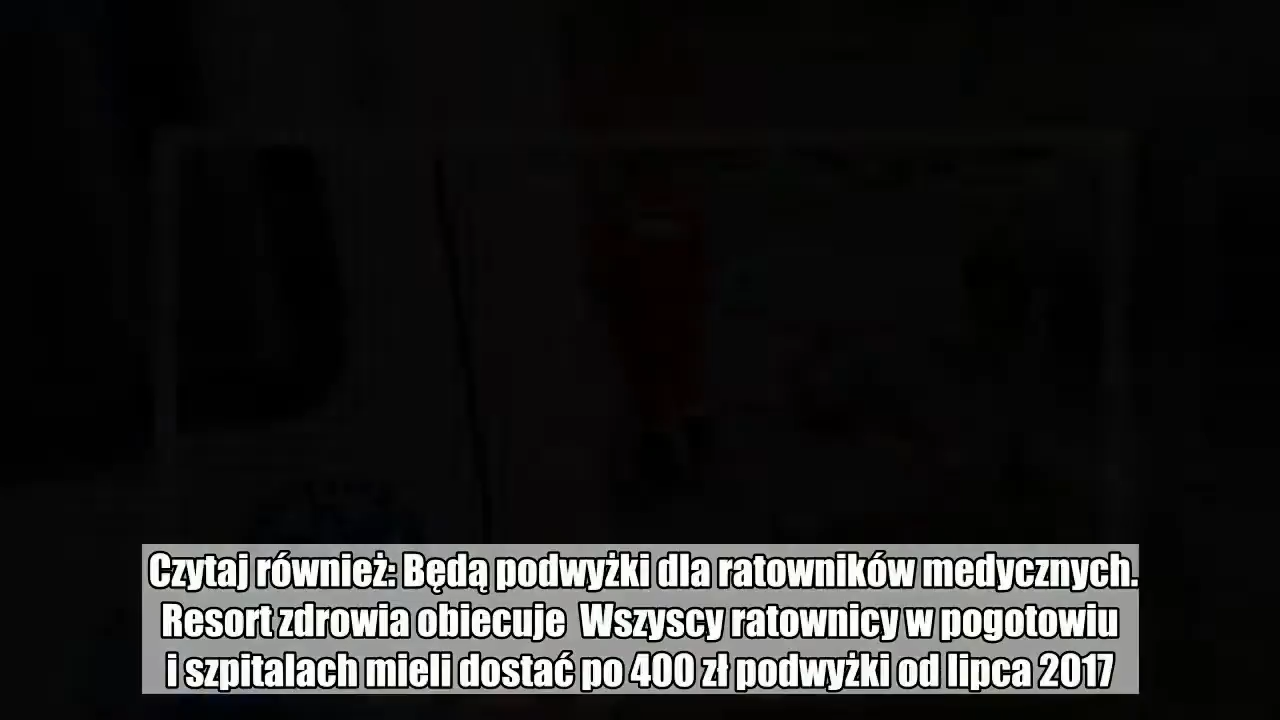 Czytaj również: Będą podwyżki dla ratowników medycznych.
Resort zdrowia obiecuje Wszyscy ratownicy w pogotowiu
i szpitalach mieli dostać po 400 zł podwyżki od lipca 2017